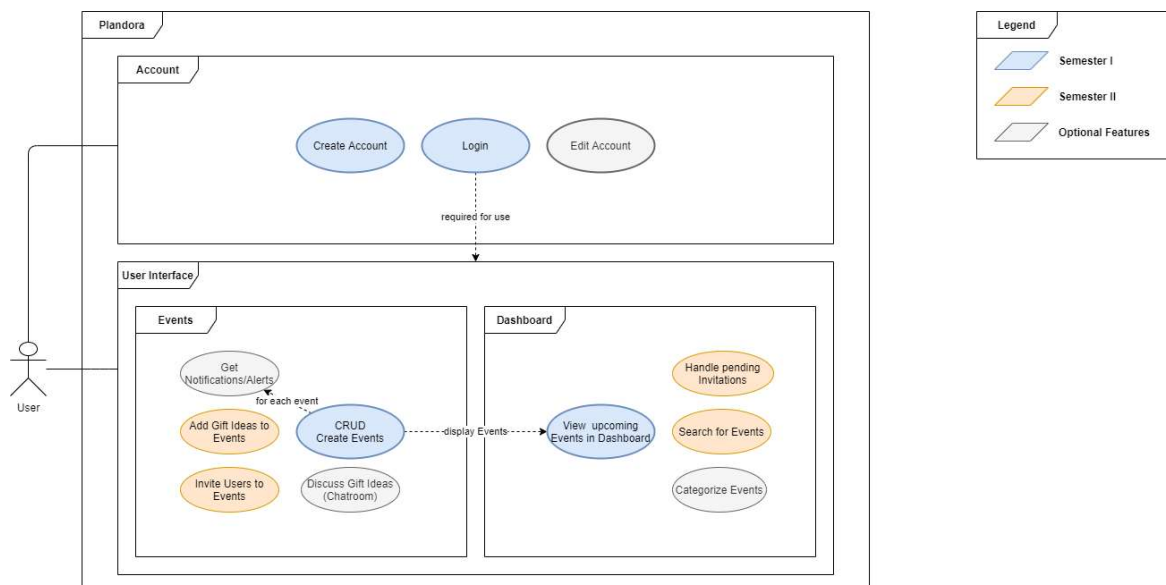 Plandora
Legend
Account
Semester I
Semester II
Optional Features
Create Account
Login
Edit Account
required for use
User Interface
Events
Dashboard
Get
Notifications/Alerts
for each event
Add Gift Ideas to
Events
CRUD
Create Events
Invite Users to
Events
Discuss Gift Ideas
(Chatroom)
display Events
View upcoming
Events in Dashboard
Handle pending
Invitations
Search for Events
Categorize Events
User